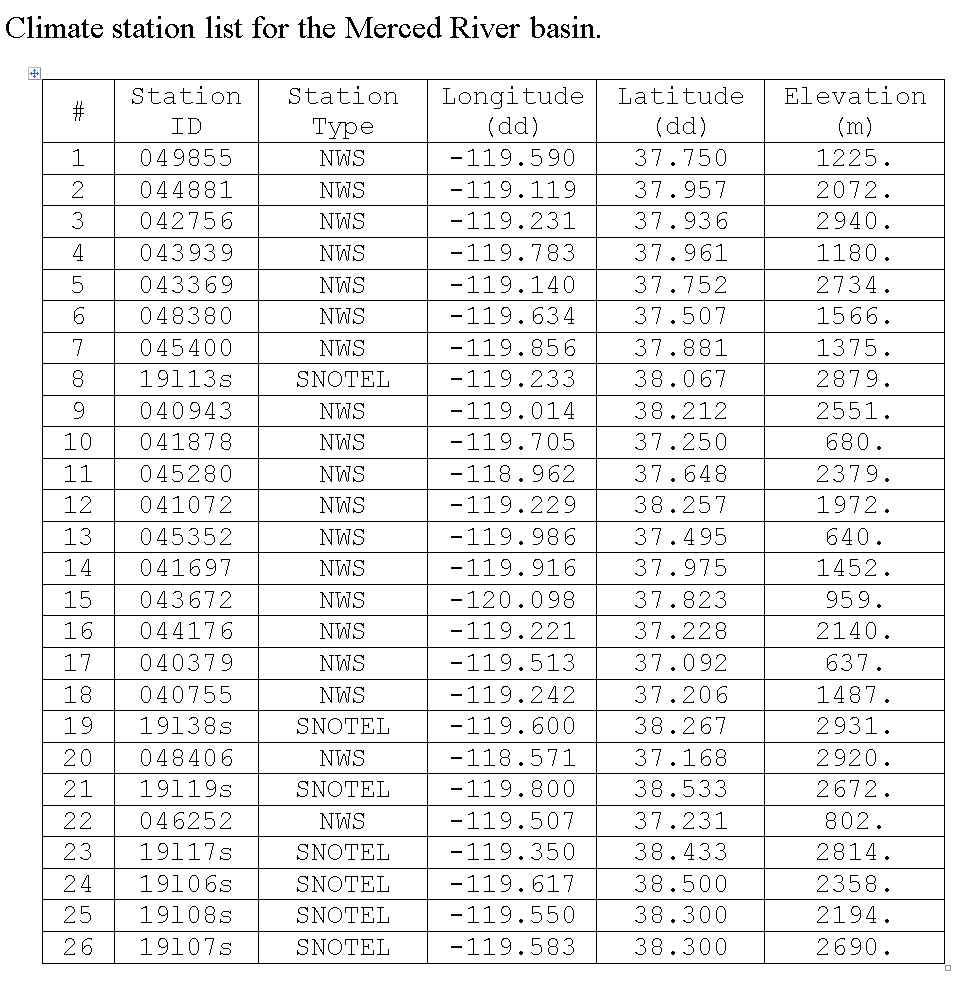 Climate station list for the Merced River basin.
# Station ID Station Type Longitude (dd) Latitude (dd) Elevation (m)
1 049855 NWS -119.590 37.750 1225.
2 044881 NWS -119.119 37.957 2072.
3 042756 NWS -119.231 37.936 2940.
4 043939 NWS -119.783 37.961 1180.
5 043369 NWS -119.140 37.752 2734.
6 048380 NWS -119.634 37.507 1566.
7 045400 NWS -119.856 37.881 1375.
8 19l13s SNOTEL -119.233 38.067 2879.
9 040943 NWS -119.014 38.212 2551.
10 041878 NWS -119.705 37.250 680.
11 045280 NWS -118.962 37.648 2379.
12 041072 NWS -119.229 38.257 1972.
13 045352 NWS -119.986 37.495 640.
14 041697 NWS -119.916 37.975 1452.
15 043672 NWS -120.098 37.823 959.
16 044176 NWS -119.221 37.228 2140.
17 040379 NWS -119.513 37.092 637.
18 040755 NWS -119.242 37.206 1487.
19 19l38s SNOTEL -119.600 38.267 2931.
20 048406 NWS -118.571 37.168 2920.
21 19l19s SNOTEL -119.800 38.533 2672.
22 046252 NWS -119.507 37.231 802.
23 19l17s SNOTEL -119.350 38.433 2814.
24 19l06s SNOTEL -119.617 38.500 2358.
25 19l08s SNOTEL -119.550 38.300 2194.
26 19l07s SNOTEL -119.583 38.300 2690.